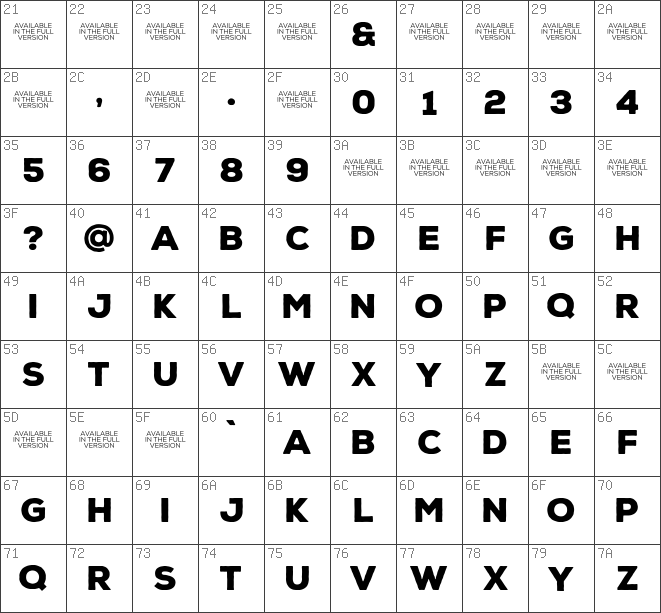 21 22 23 24 25 26 27 28 29 2A
AVAILABLE IN THE FULL VERSION AVAILABLE IN THE FULL VERSION AVAILABLE IN THE FULL VERSION AVAILABLE IN THE FULL VERSION AVAILABLE IN THE FULL VERSION & AVAILABLE IN THE FULL VERSION AVAILABLE IN THE FULL VERSION AVAILABLE IN THE FULL VERSION AVAILABLE IN THE FULL VERSION
2B 2C 2D 2E 2F 30 31 32 33 34
AVAILABLE IN THE FULL VERSION , AVAILABLE IN THE FULL VERSION . AVAILABLE IN THE FULL VERSION 0 1 2 3 4
35 36 37 38 39 3A 3B 3C 3D 3E
5 6 7 8 9 AVAILABLE IN THE FULL VERSION AVAILABLE IN THE FULL VERSION AVAILABLE IN THE FULL VERSION AVAILABLE IN THE FULL VERSION AVAILABLE IN THE FULL VERSION
3F 40 41 42 43 44 45 46 47 48
? @ A B C D E F G H
49 4A 4B 4C 4D 4E 4F 50 51 52
I J K L M N O P Q R
53 54 55 56 57 58 59 5A 5B 5C
S T U V W X Y Z AVAILABLE IN THE FULL VERSION AVAILABLE IN THE FULL VERSION
5D 5E 5F 60 61 62 63 64 65 66
AVAILABLE IN THE FULL VERSION AVAILABLE IN THE FULL VERSION AVAILABLE IN THE FULL VERSION ` A B C D E F
67 68 69 6A 6B 6C 6D 6E 6F 70
G H I J K L M N O P
71 72 73 74 75 76 77 78 79 7A
Q R S T U V W X Y Z